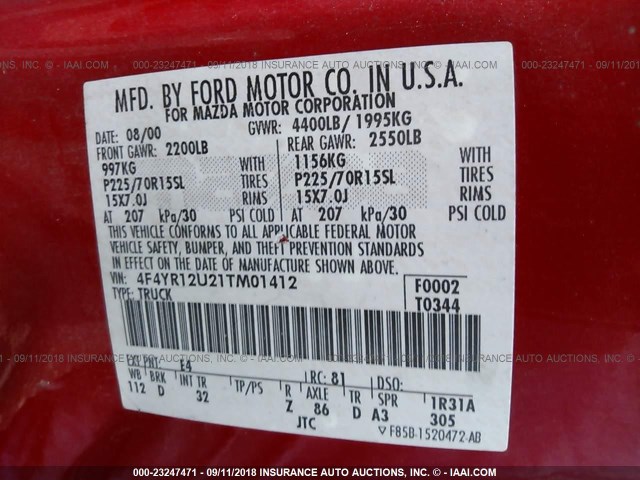 000-23247471 - 09/11/2018 - INSURANCE AUTO AUCTIONS, INC. - IAAI.COM
MFD. BY FORD MOTOR CO. IN U.S.A.
FOR MAZDA MOTOR CORPORATION
08/00 GVWR: 4400LB/ 1995KG
FRONT GAWR: 2200LB REAR GAWR: 2550LB
997KG WITH 1156KG WITH
P225/70R15SL TIRES P225/70R15SL TIRES
15X7.0J RIMS 15X7.0J RIMS
AT 207 kPa/30 PSI COLD AT 207 kPa/30 PSI COLD
THIS VEHICLE CONFORMS TO ALL APPLICABLE FEDERAL MOTOR
VEHICLE SAFETY, BUMPER, AND THEFT PREVENTION STANDARDS
IN EFFECT ON THE DATE OF MANUFACTURE SHOWN ABOVE.
VIN: 4F4YR12U21TM01412 F0002
TYPE: TRUCK T0344
EXT PNT: E4 RC: 81 DSO:
WB BRK INT TR TP/PS R AXLE TR SPR 1R31A
112 D 32 Z 86 D A3 305
JTC ▽ F85B-1520472-AB
000-23247471 - 09/11/2018 - INSURANCE AUTO AUCTIONS, INC. - IAAI.COM